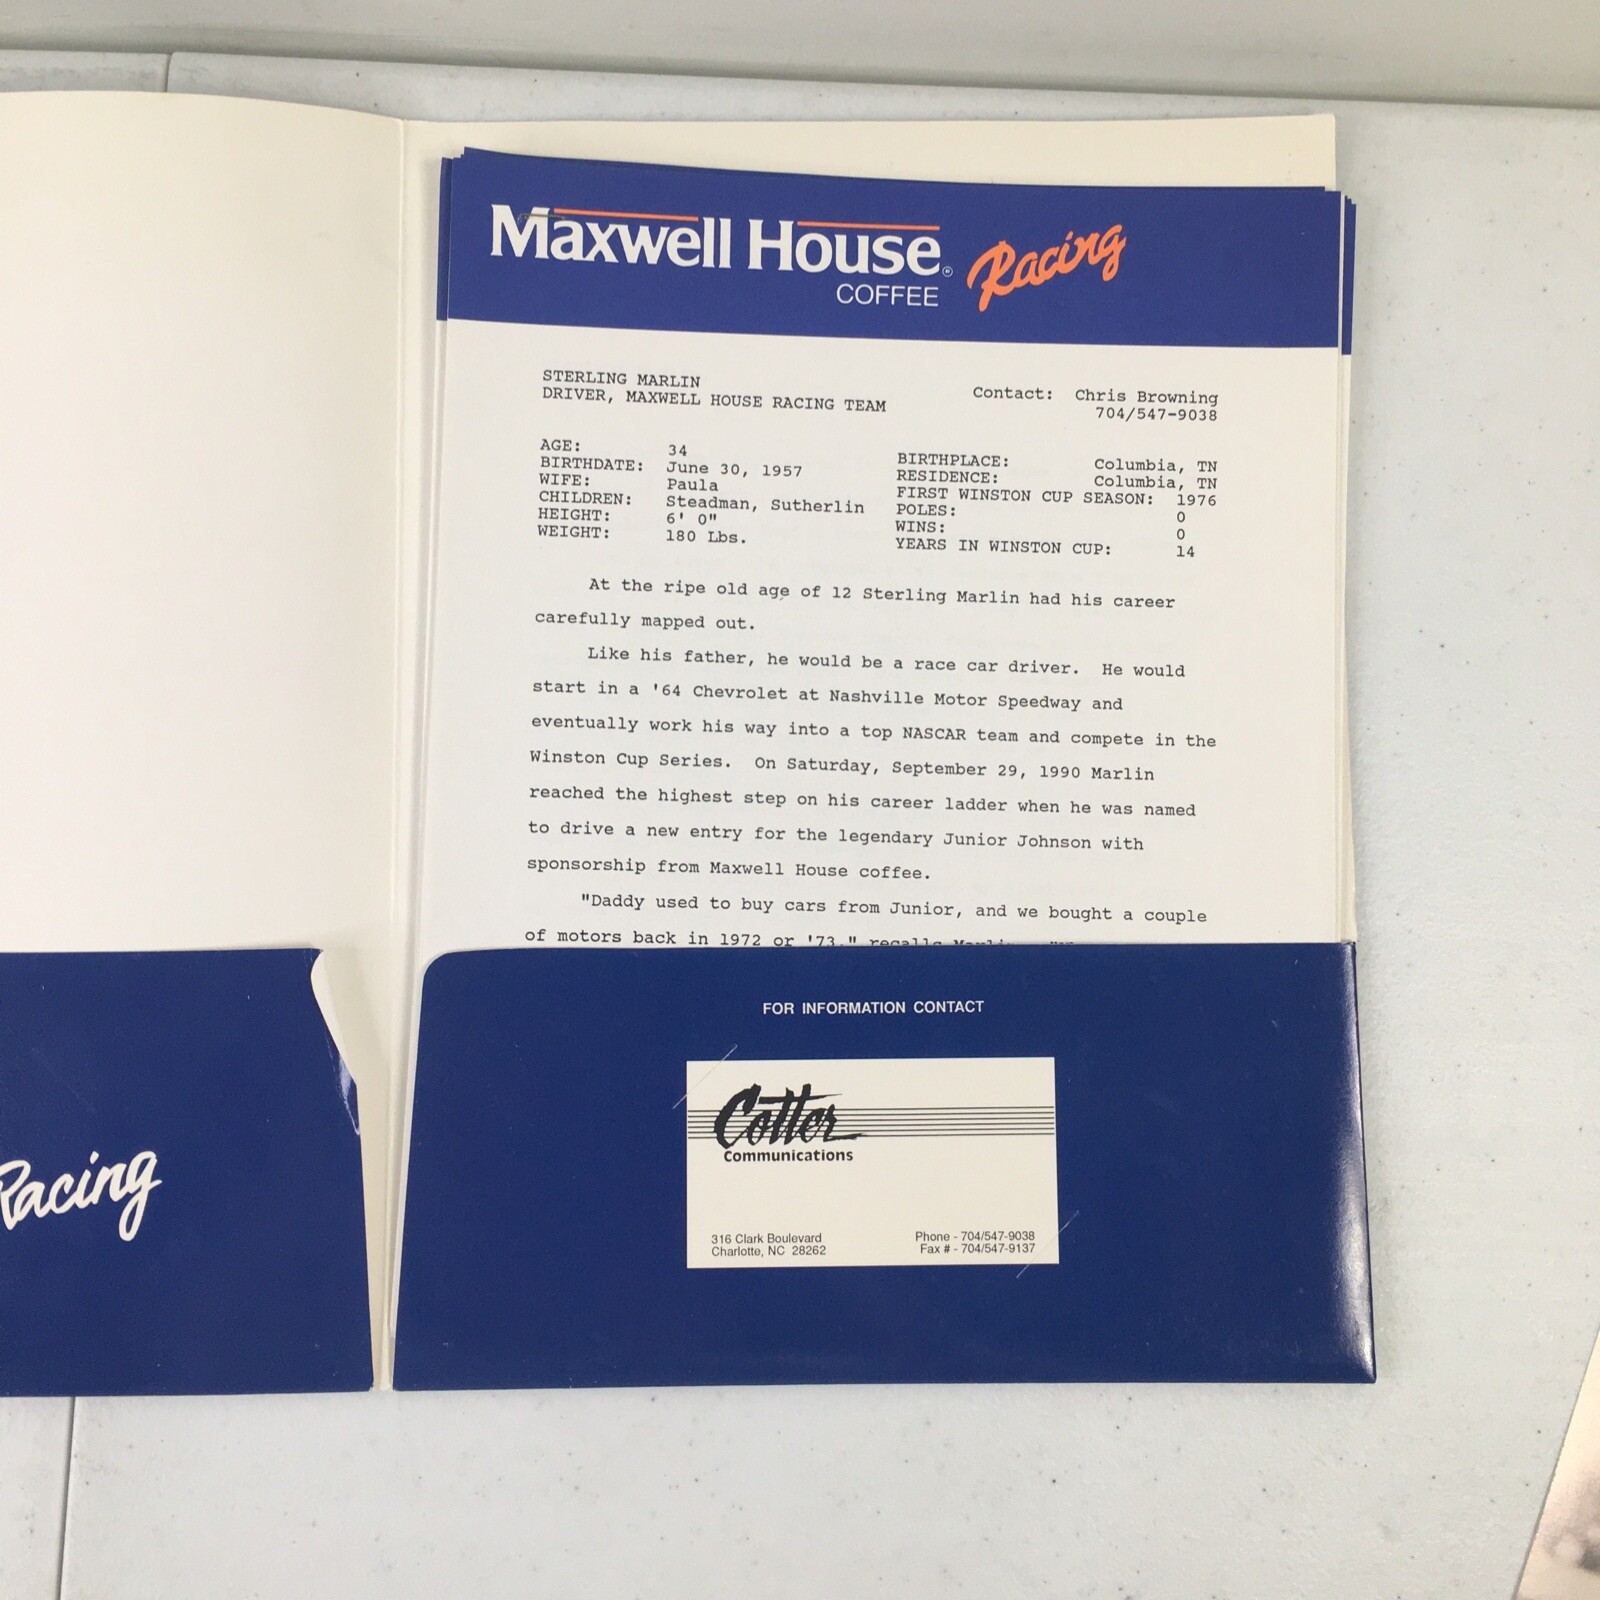 Maxwell House® Racing
COFFEE
STERLING MARLIN
DRIVER, MAXWELL HOUSE RACING TEAM
Contact: Chris Browning
704/547-9038
AGE: 34
BIRTHDATE: June 30, 1957
WIFE: Paula
CHILDREN: Steadman, Sutherlin
HEIGHT: 6' 0"
WEIGHT: 180 Lbs.
BIRTHPLACE: Columbia, TN
RESIDENCE: Columbia, TN
FIRST WINSTON CUP SEASON: 1976
POLES: 0
WINS: 0
YEARS IN WINSTON CUP: 14
At the ripe old age of 12 Sterling Marlin had his career
carefully mapped out.
Like his father, he would be a race car driver. He would
start in a '64 Chevrolet at Nashville Motor Speedway and
eventually work his way into a top NASCAR team and compete in the
Winston Cup Series. On Saturday, September 29, 1990 Marlin
reached the highest step on his career ladder when he was named
to drive a new entry for the legendary Junior Johnson with
sponsorship from Maxwell House coffee.
"Daddy used to buy cars from Junior, and we bought a couple
of motors back in 1972 or '73," recalls Marlin.
Racing
FOR INFORMATION CONTACT
Cotter
Communications
316 Clark Boulevard
Charlotte, NC 28262
Phone - 704/547-9038
Fax # - 704/547-9137